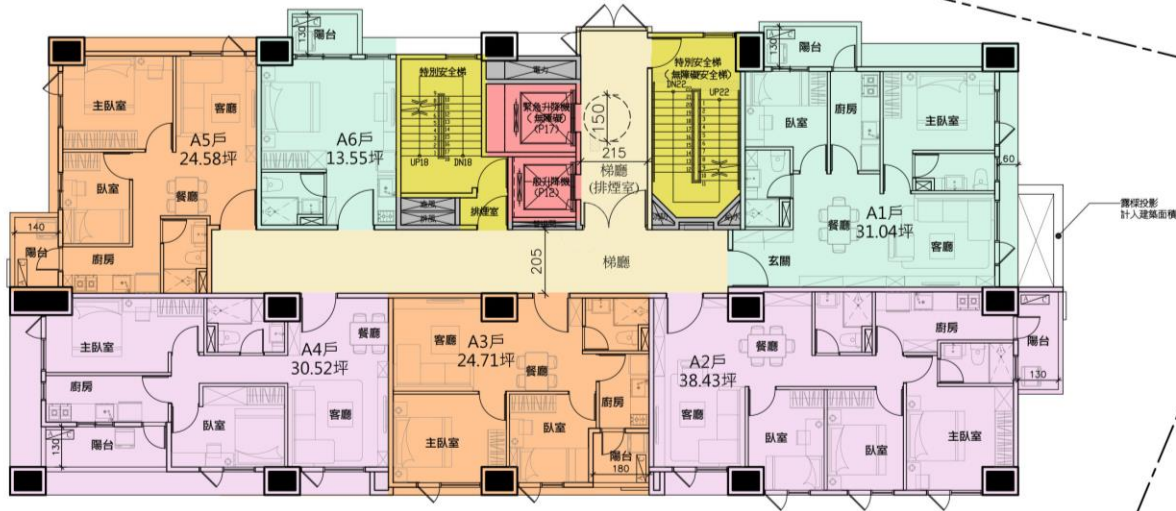 陽台
130
主臥室
客廳
A5戶
24.58坪
臥室
餐廳
廚房
140
陽台
A6戶
13.55坪
特別安全梯
UP18
DN18
排煙室
電力
緊急升降機
(無障礙)
(P17)
一般升降機
(P12)
150
215
梯廳
(排煙室)
205
梯廳
特別安全梯
(無障礙安全梯)
DN22
UP22
陽台
130
臥室
廚房
主臥室
60
A1戶
31.04坪
餐廳
客廳
玄關
計入建築面積
主臥室
A4戶
30.52坪
餐廳
廚房
客廳
臥室
陽台
130
A3戶
24.71坪
客廳
餐廳
廚房
主臥室
臥室
陽台
180
A2戶
38.43坪
餐廳
廚房
陽台
130
客廳
臥室
臥室
主臥室